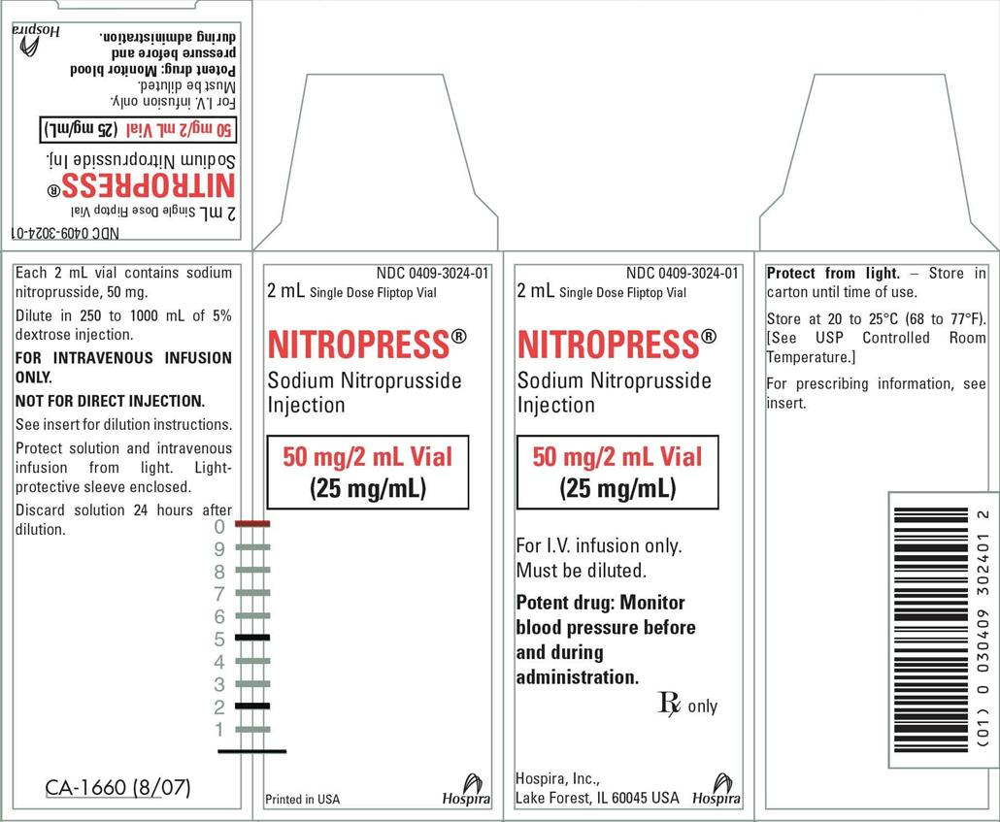 NDC 0409-3024-01
2 mL Single Dose Fliptop Vial
NITROPRESS®
Sodium Nitroprusside Inj.
50 mg/2 mL Vial (25 mg/mL)
For I.V. infusion only.
Must be diluted.
Potent drug: Monitor blood
pressure before and
during administration.
Hospira
Each 2 mL vial contains sodium
nitroprusside, 50 mg.
Dilute in 250 to 1000 mL of 5%
dextrose injection.
FOR INTRAVENOUS INFUSION
ONLY.
NOT FOR DIRECT INJECTION.
See insert for dilution instructions.
Protect solution and intravenous
infusion from light. Light-
protective sleeve enclosed.
Discard solution 24 hours after
dilution.
0
9
8
7
6
5
4
3
2
1
CA-1660 (8/07)
NDC 0409-3024-01
2 mL Single Dose Fliptop Vial
NITROPRESS®
Sodium Nitroprusside
Injection
50 mg/2 mL Vial
(25 mg/mL)
Printed in USA
Hospira
NDC 0409-3024-01
2 mL Single Dose Fliptop Vial
NITROPRESS®
Sodium Nitroprusside
Injection
50 mg/2 mL Vial
(25 mg/mL)
For I.V. infusion only.
Must be diluted.
Potent drug: Monitor
blood pressure before
and during
administration.
℞ only
Hospira, Inc.,
Lake Forest, IL 60045 USA
Hospira
Protect from light. – Store in
carton until time of use.
Store at 20 to 25°C (68 to 77°F).
[See USP Controlled Room
Temperature.]
For prescribing information, see
insert.
(01) 0 030409 302401 2